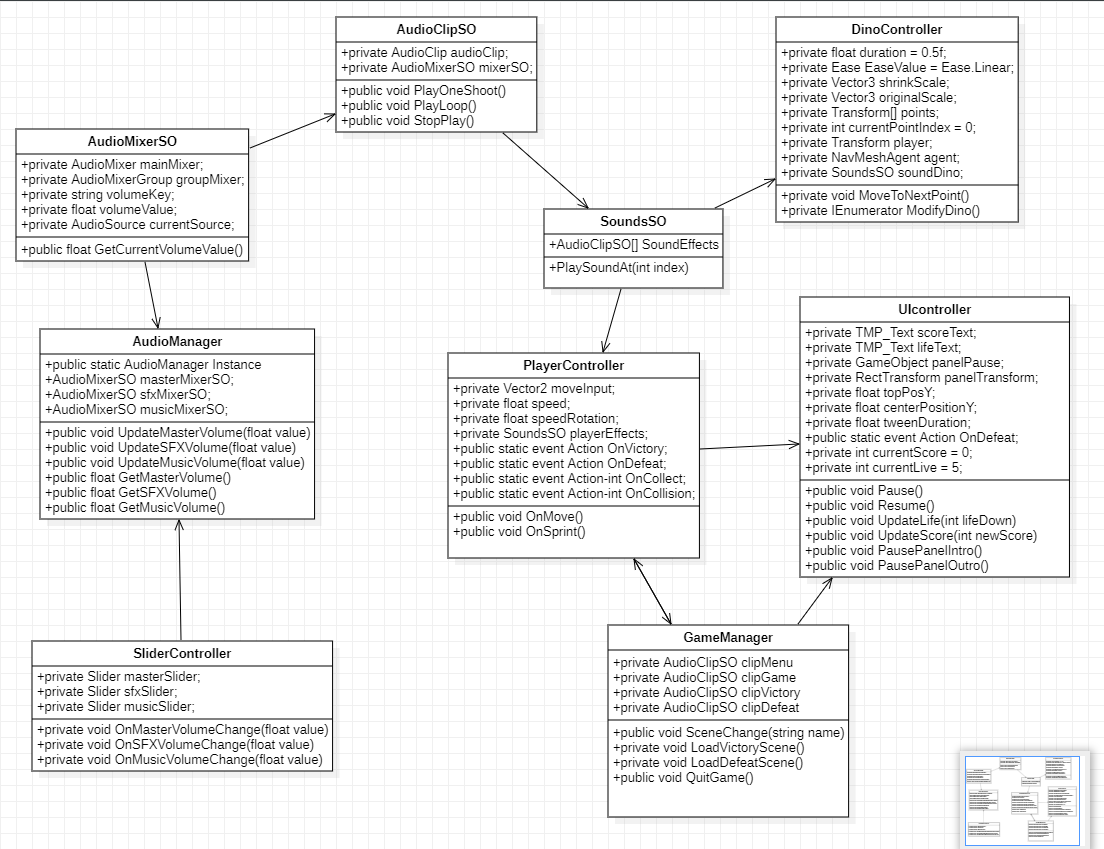 AudioClipSO
+private AudioClip audioClip;
+private AudioMixerSO mixerSO;
+public void PlayOneShoot()
+public void PlayLoop()
+public void StopPlay()
DinoController
+private float duration = 0.5f;
+private Ease EaseValue = Ease.Linear;
+private Vector3 shrinkScale;
+private Vector3 originalScale;
+private Transform[] points;
+private int currentPointIndex = 0;
+private Transform player;
+private NavMeshAgent agent;
+private SoundsSO soundDino;
+private void MoveToNextPoint()
+private IEnumerator ModifyDino()
AudioMixerSO
+private AudioMixer mainMixer;
+private AudioMixerGroup groupMixer;
+private string volumeKey;
+private float volumeValue;
+private AudioSource currentSource;
+public float GetCurrentVolumeValue()
SoundsSO
+AudioClipSO[] SoundEffects
+PlaySoundAt(int index)
AudioManager
+public static AudioManager Instance
+AudioMixerSO masterMixerSO;
+AudioMixerSO sfxMixerSO;
+AudioMixerSO musicMixerSO;
+public void UpdateMasterVolume(float value)
+public void UpdateSFXVolume(float value)
+public void UpdateMusicVolume(float value)
+public float GetMasterVolume()
+public float GetSFXVolume()
+public float GetMusicVolume()
PlayerController
+private Vector2 moveInput;
+private float speed;
+private float speedRotation;
+private SoundsSO playerEffects;
+public static event Action OnVictory;
+public static event Action OnDefeat;
+public static event Action-int OnCollect;
+public static event Action-int OnCollision;
+public void OnMove()
+public void OnSprint()
UIcontroller
+private TMP_Text scoreText;
+private TMP_Text lifeText;
+private GameObject panelPause;
+private RectTransform panelTransform;
+private float topPosY;
+private float centerPositionY;
+private float tweenDuration;
+public static event Action OnDefeat;
+private int currentScore = 0;
+private int currentLive = 5;
+public void Pause()
+public void Resume()
+public void UpdateLife(int lifeDown)
+public void UpdateScore(int newScore)
+public void PausePanelIntro()
+public void PausePanelOutro()
SliderController
+private Slider masterSlider;
+private Slider sfxSlider;
+private Slider musicSlider;
+private void OnMasterVolumeChange(float value)
+private void OnSFXVolumeChange(float value)
+private void OnMusicVolumeChange(float value)
GameManager
+private AudioClipSO clipMenu
+private AudioClipSO clipGame
+private AudioClipSO clipVictory
+private AudioClipSO clipDefeat
+public void SceneChange(string name)
+private void LoadVictoryScene()
+private void LoadDefeatScene()
+public void QuitGame()